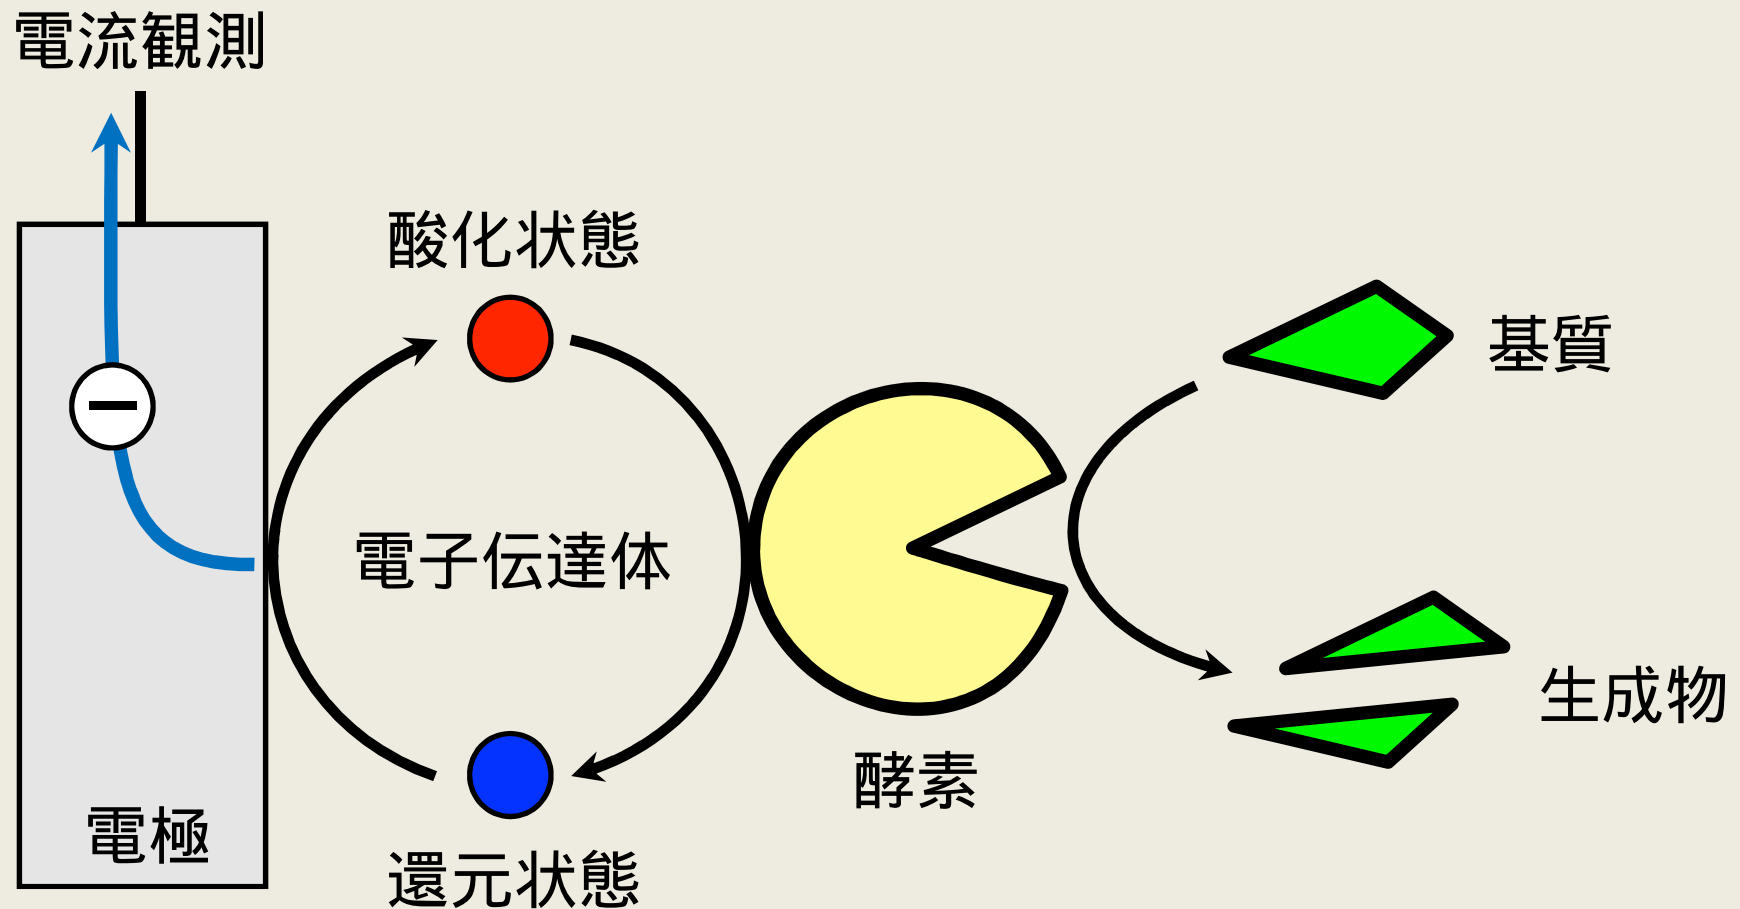 電流観測
酸化状態
基質
電子伝達体
生成物
酵素
電極
還元状態